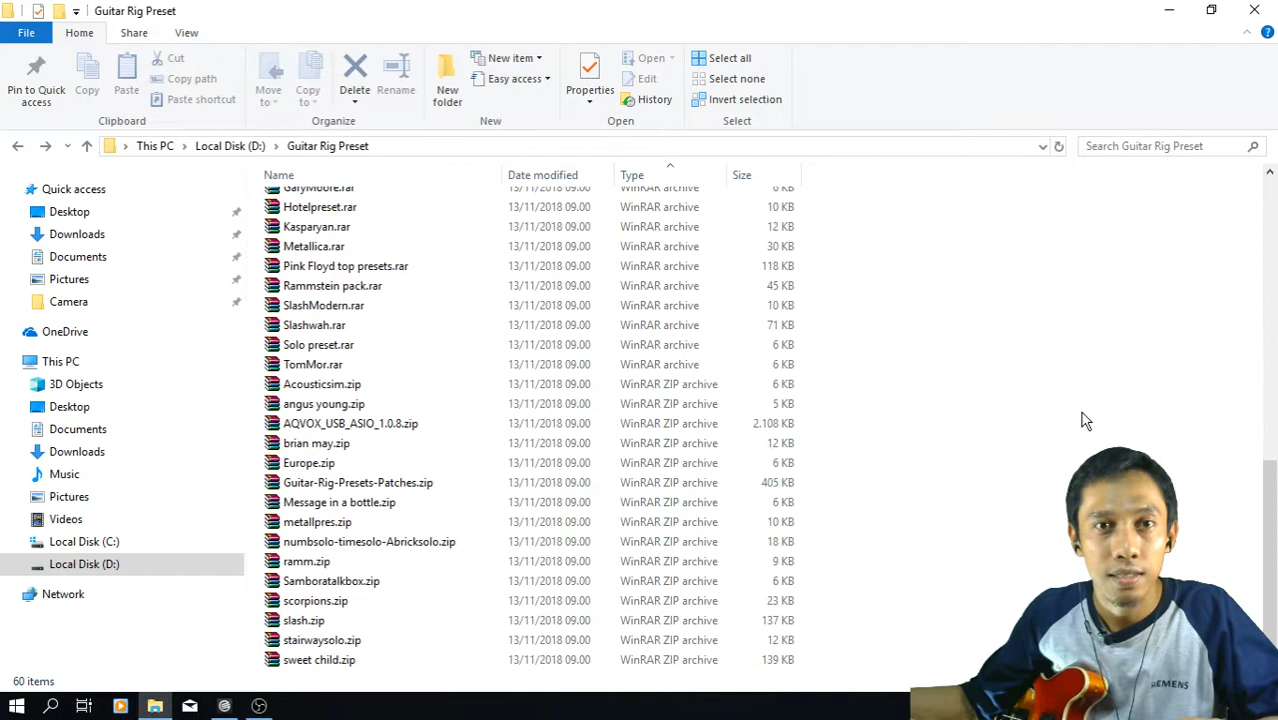 Guitar Rig Preset
File Home Share View
Pin to Quick access
Copy
Paste
Cut
Copy path
Paste shortcut
Clipboard
Move to
Copy to
Delete
Rename
Organize
New folder
New item
Easy access
New
Properties
Open
Edit
History
Open
Select all
Select none
Invert selection
Select
This PC Local Disk (D:) Guitar Rig Preset
Search Guitar Rig Preset
Name Date modified Type Size
Quick access
Desktop
Downloads
Documents
Pictures
Camera
OneDrive
This PC
3D Objects
Desktop
Documents
Downloads
Music
Pictures
Videos
Local Disk (C:)
Local Disk (D:)
Network
GaryMoore.rar 13/11/2018 09.00 WinRAR archive 6 KB
Hotelpreset.rar 13/11/2018 09.00 WinRAR archive 10 KB
Kasparyan.rar 13/11/2018 09.00 WinRAR archive 12 KB
Metallica.rar 13/11/2018 09.00 WinRAR archive 30 KB
Pink Floyd top presets.rar 13/11/2018 09.00 WinRAR archive 118 KB
Rammstein pack.rar 13/11/2018 09.00 WinRAR archive 45 KB
SlashModern.rar 13/11/2018 09.00 WinRAR archive 10 KB
Slashwah.rar 13/11/2018 09.00 WinRAR archive 71 KB
Solo preset.rar 13/11/2018 09.00 WinRAR archive 6 KB
TomMor.rar 13/11/2018 09.00 WinRAR archive 6 KB
Acousticsim.zip 13/11/2018 09.00 WinRAR ZIP archive 6 KB
angus young.zip 13/11/2018 09.00 WinRAR ZIP archive 5 KB
AQVOX_USB_ASIO_1.0.8.zip 13/11/2018 09.00 WinRAR ZIP archive 2.108 KB
brian may.zip 13/11/2018 09.00 WinRAR ZIP archive 12 KB
Europe.zip 13/11/2018 09.00 WinRAR ZIP archive 6 KB
Guitar-Rig-Presets-Patches.zip 13/11/2018 09.00 WinRAR ZIP archive 405 KB
Message in a bottle.zip 13/11/2018 09.00 WinRAR ZIP archive 6 KB
metallpres.zip 13/11/2018 09.00 WinRAR ZIP archive 10 KB
numbsolo-timesolo-Abricksolo.zip 13/11/2018 09.00 WinRAR ZIP archive 18 KB
ramm.zip 13/11/2018 09.00 WinRAR ZIP archive 9 KB
Samboratalkbox.zip 13/11/2018 09.00 WinRAR ZIP archive 6 KB
scorpions.zip 13/11/2018 09.00 WinRAR ZIP archive 23 KB
slash.zip 13/11/2018 09.00 WinRAR ZIP archive 137 KB
stairwaysolo.zip 13/11/2018 09.00 WinRAR ZIP archive 12 KB
sweet child.zip 13/11/2018 09.00 WinRAR ZIP archive 139 KB
SIEMENS
60 items